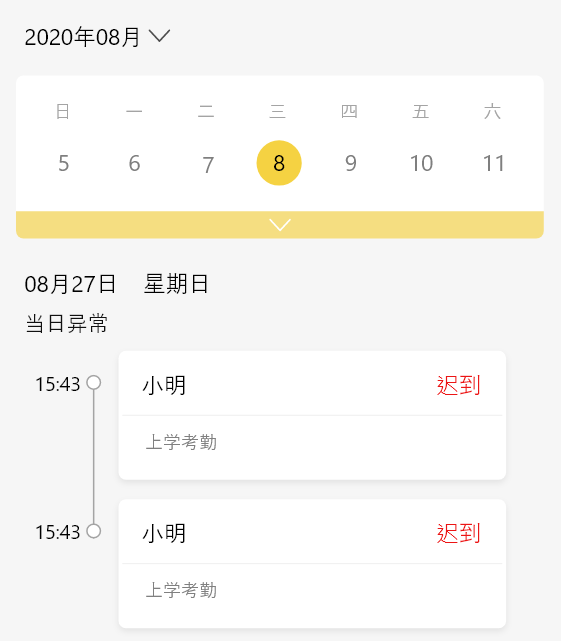 2020年08月
日 一 二 三 四 五 六
5 6 7 8 9 10 11
08月27日 星期日
当日异常
15:43 小明 迟到
上学考勤
15:43 小明 迟到
上学考勤